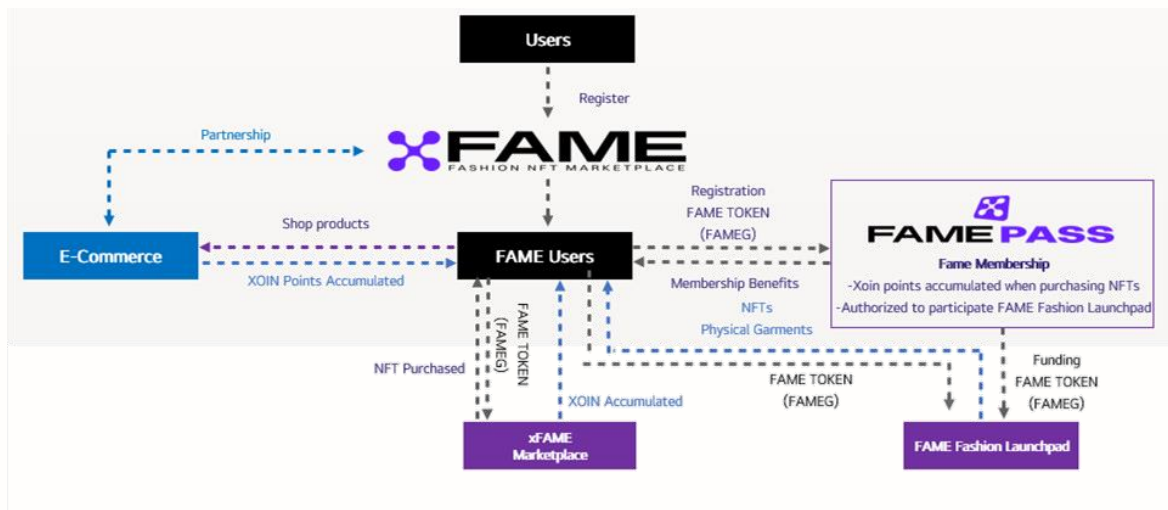 Users
Register
Partnership
XFAME
FASHION NFT MARKETPLACE
Registration
FAME TOKEN
(FAMEG)
Shop products
E-Commerce
FAME Users
XOIN Points Accumulated
FAMEPASS
Fame Membership
-Xoin points accumulated when purchasing NFTs
-Authorized to participate FAME Fashion Launchpad
Membership Benefits
NFTs
Physical Garments
NFT Purchased
FAME TOKEN
(FAMEG)
XOIN Accumulated
FAME TOKEN
(FAMEG)
Funding
FAME TOKEN
(FAMEG)
xFAME
Marketplace
FAME Fashion Launchpad